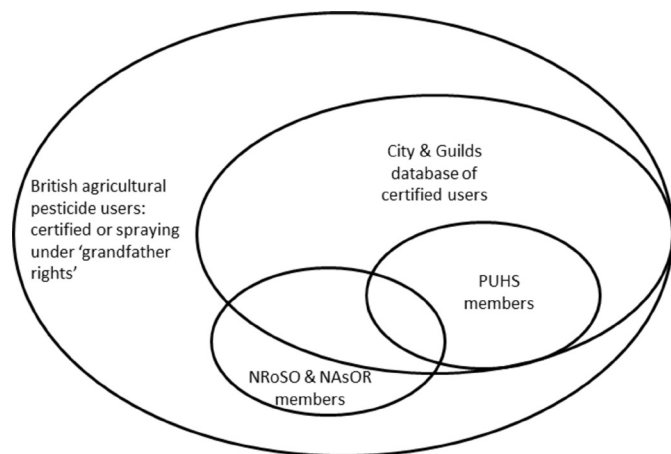 British agricultural
pesticide users:
certified or spraying
under ‘grandfather
rights’
City & Guilds
database of
certified users
PUHS
members
NRoSO & NAsOR
members